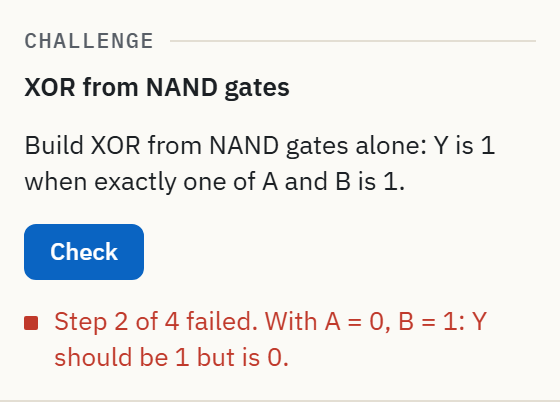 CHALLENGE
XOR from NAND gates
Build XOR from NAND gates alone: Y is 1
when exactly one of A and B is 1.
Check
Step 2 of 4 failed. With A = 0, B = 1: Y
should be 1 but is 0.